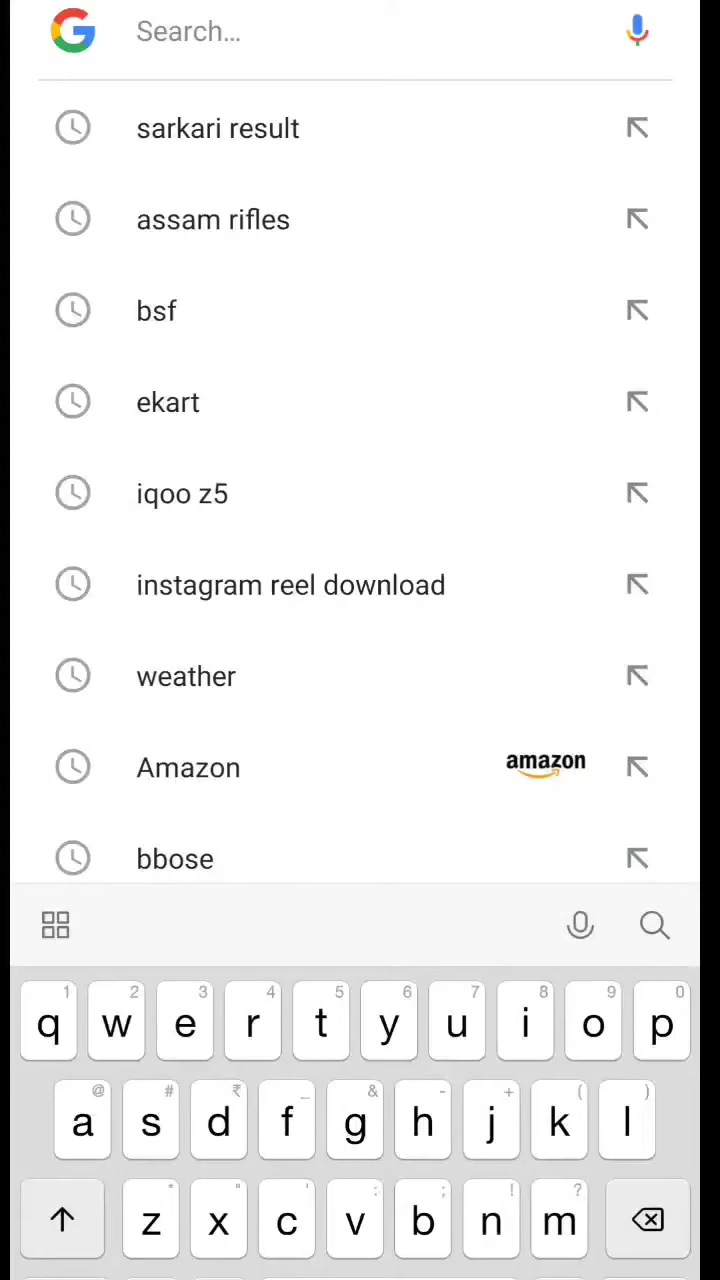 Search...
sarkari result
assam rifles
bsf
ekart
iqoo z5
instagram reel download
weather
Amazon amazon
bbose
1 2 3 4 5 6 7 8 9 0
q w e r t y u i o p
@ # ₹ _ & - + ( )
a s d f g h j k l
* " ' : ; ! ?
z x c v b n m